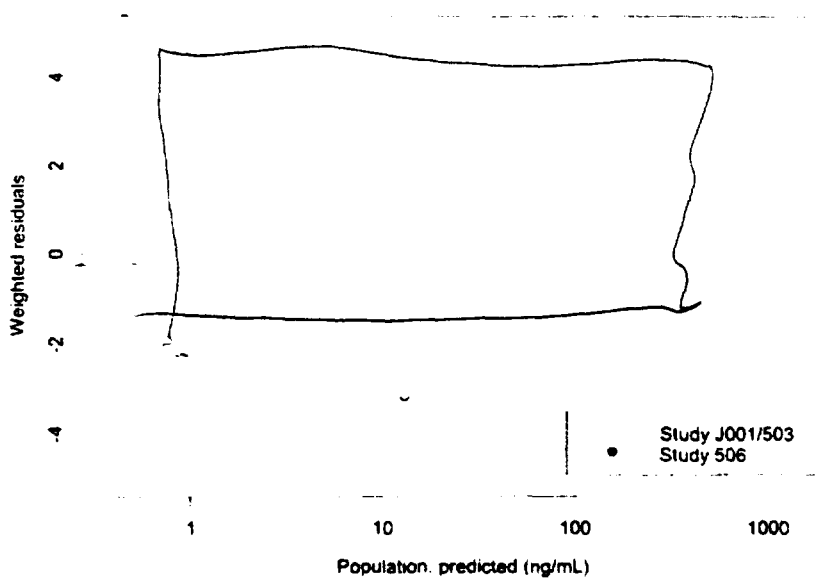 4
2
0
-2
-4
Weighted residuals
Study J001/503
Study 506
1
10
100
1000
Population. predicted (ng/mL)